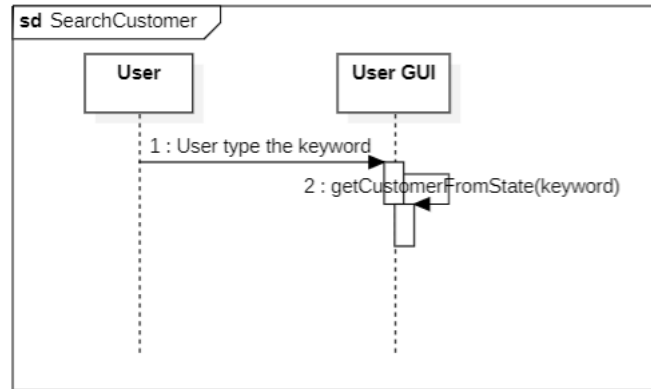 sd SearchCustomer
User
User GUI
1 : User type the keyword
2 : getCustomerFromState(keyword)